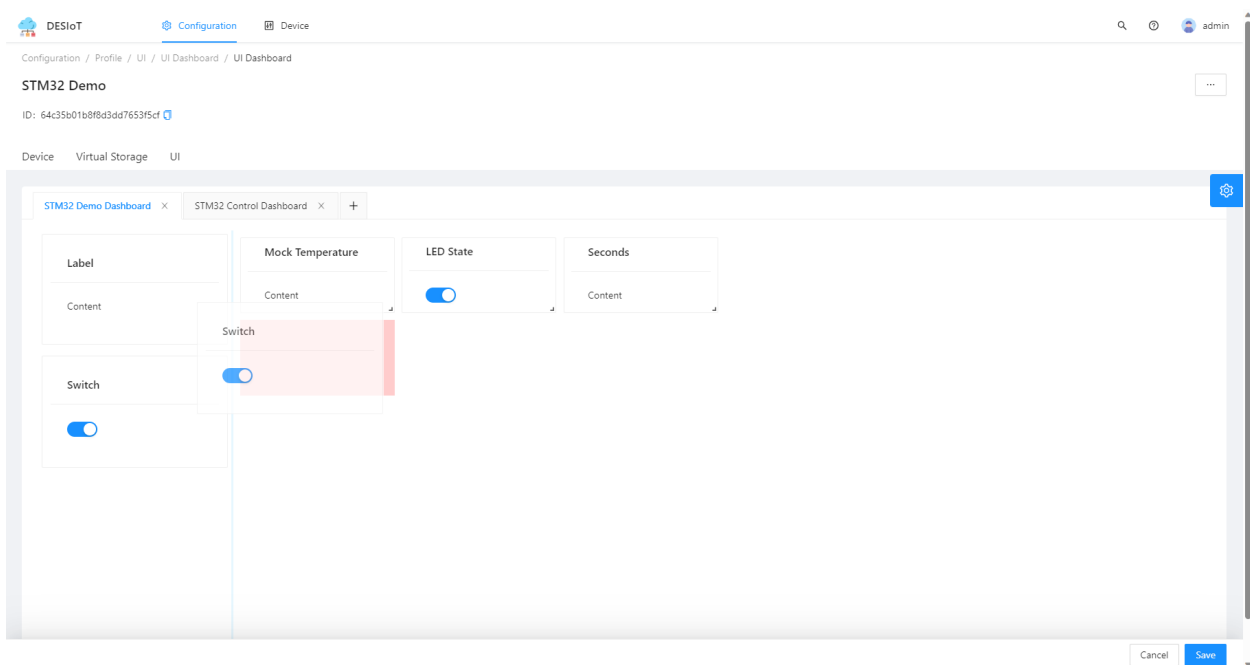 DESIoT Configuration Device admin
Configuration / Profile / UI / UI Dashboard / UI Dashboard
STM32 Demo
...
ID: 64c35b01b8f8d3dd7653f5cf
Device Virtual Storage UI
STM32 Demo Dashboard × STM32 Control Dashboard × +
Label
Content
Mock Temperature
Content
LED State
Seconds
Content
Switch
Switch
Cancel Save